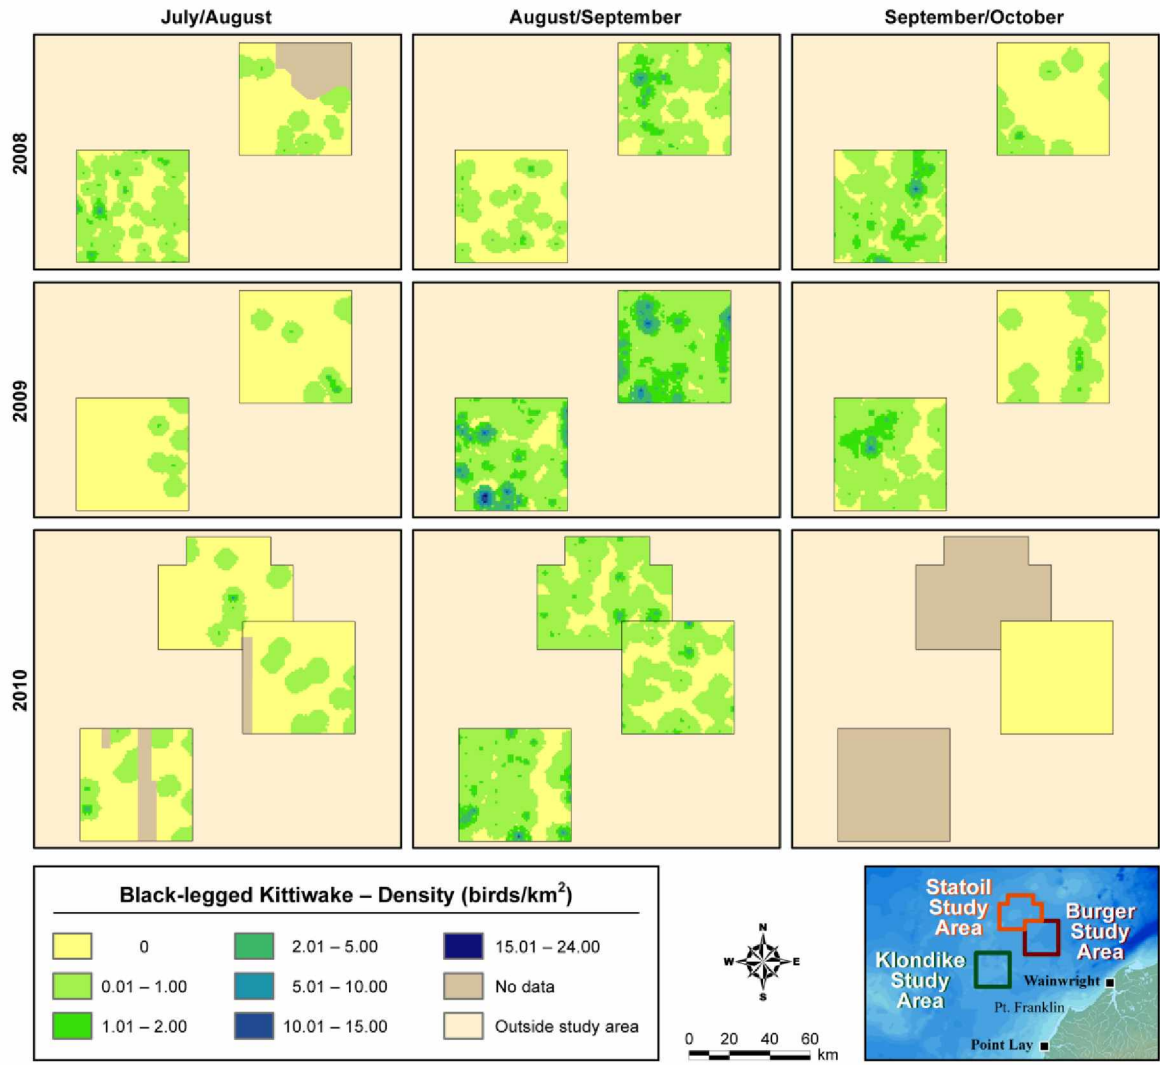 July/August
August/September
September/October
2008
2009
2010
Black-legged Kittiwake – Density (birds/km²)
0
2.01 – 5.00
15.01 – 24.00
0.01 – 1.00
5.01 – 10.00
No data
1.01 – 2.00
10.01 – 15.00
Outside study area
N
W
E
S
0 20 40 60
km
Statoil
Study
Area
Burger
Study
Area
Klondike
Study
Area
Wainwright
Pt. Franklin
Point Lay